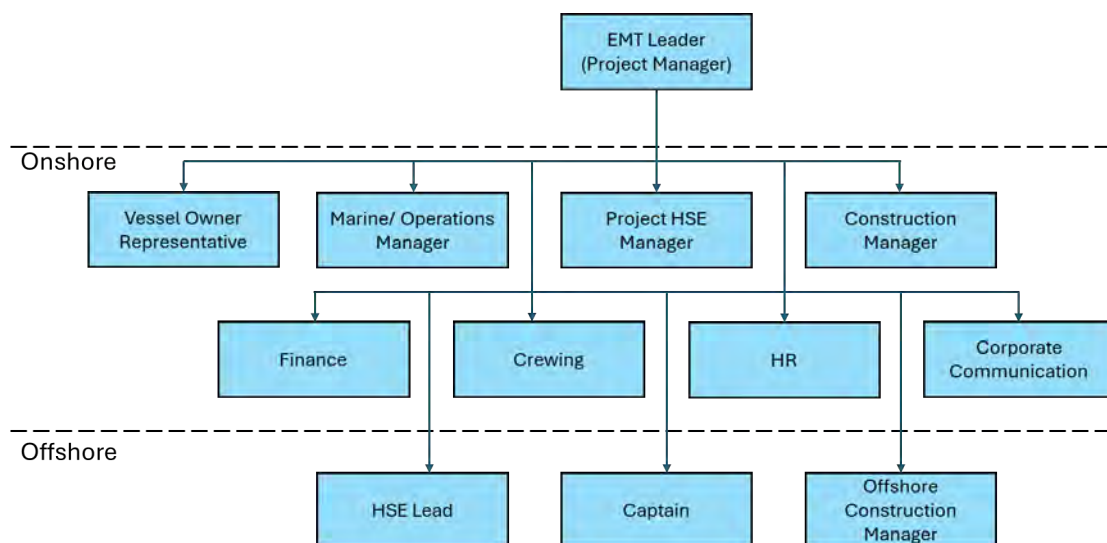 EMT Leader
(Project Manager)
Onshore
Vessel Owner
Representative
Marine/ Operations
Manager
Project HSE
Manager
Construction
Manager
Finance
Crewing
HR
Corporate
Communication
Offshore
HSE Lead
Captain
Offshore
Construction
Manager